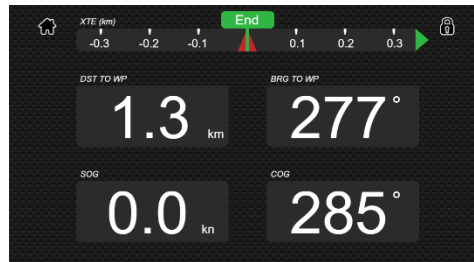 XTE (km)
End
-0.3 -0.2 -0.1 0.1 0.2 0.3
DST TO WP
BRG TO WP
1.3 km
277°
SOG
COG
0.0 kn
285°